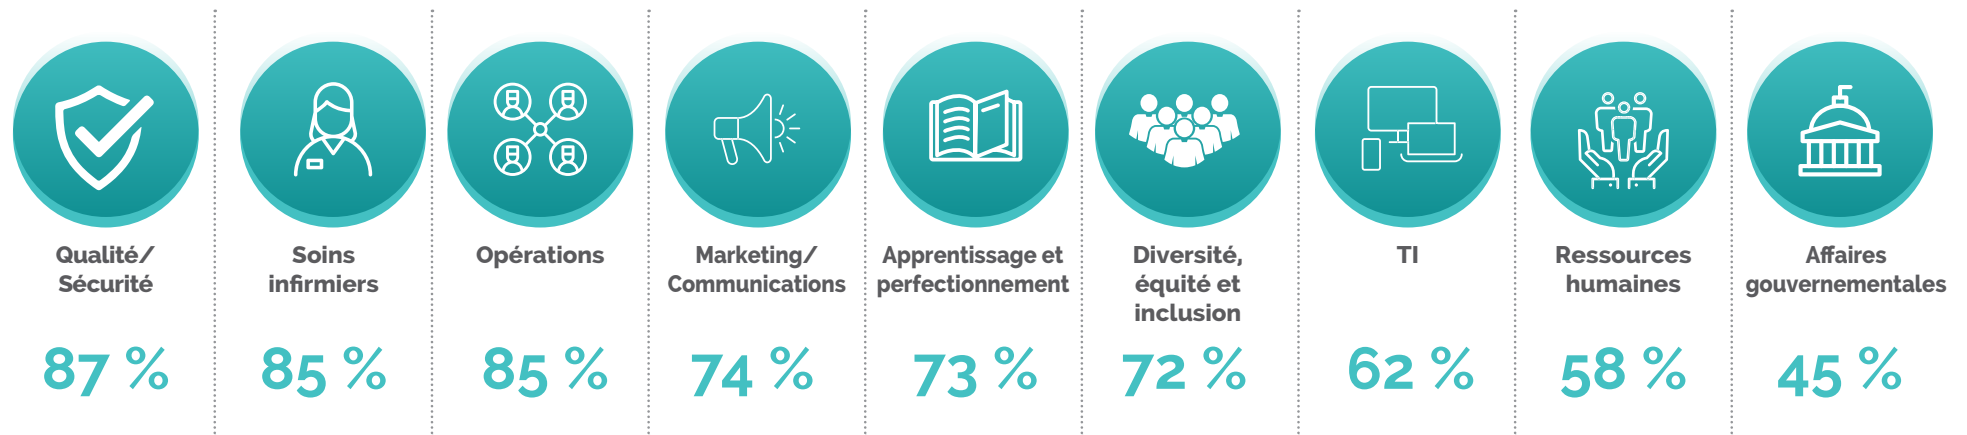 Qualité/
Sécurité
87 %
Soins
infirmiers
85 %
Opérations
85 %
Marketing/
Communications
74 %
Apprentissage et
perfectionnement
73 %
Diversité,
équité et
inclusion
72 %
TI
62 %
Ressources
humaines
58 %
Affaires
gouvernementales
45 %